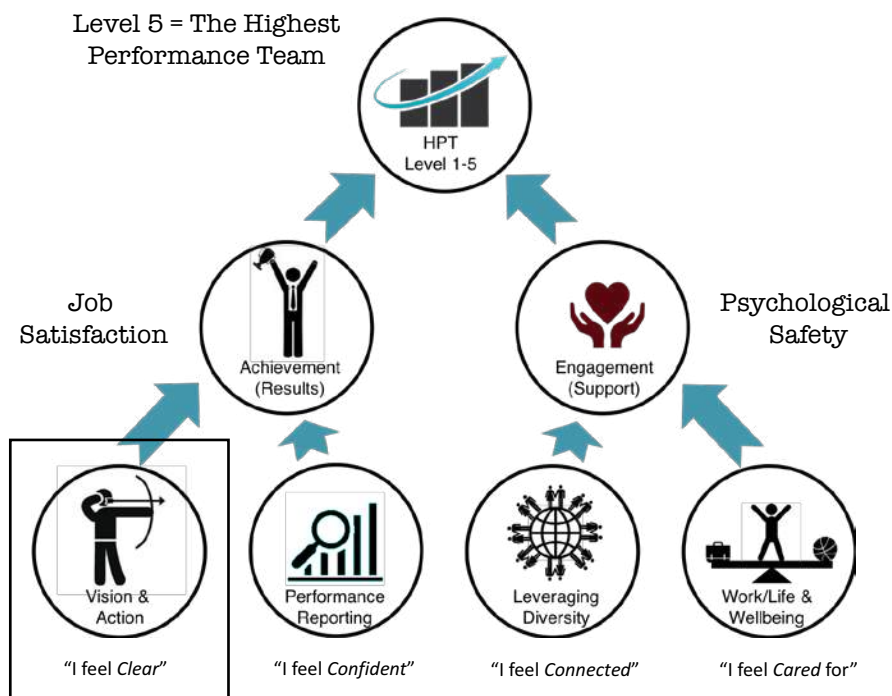 Level 5 = The Highest
Performance Team
HPT
Level 1-5
Job
Satisfaction
Achievement
(Results)
Engagement
(Support)
Psychological
Safety
Vision &
Action
Performance
Reporting
Leveraging
Diversity
Work/Life &
Wellbeing
“I feel Clear”
“I feel Confident”
“I feel Connected”
“I feel Cared for”